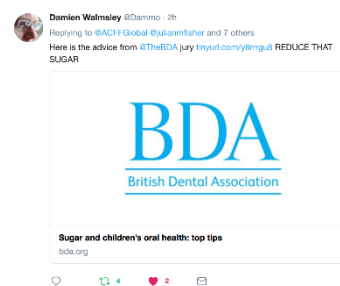 Damien Walmsley @Dammo · 2h
Replying to @ACFFGlobal @julianmfisher and 7 others
Here is the advice from @TheBDA jury tinyurl.com/y8rrrgu8 REDUCE THAT
SUGAR
BDA
British Dental Association
Sugar and children's oral health: top tips
bda.org
4
2